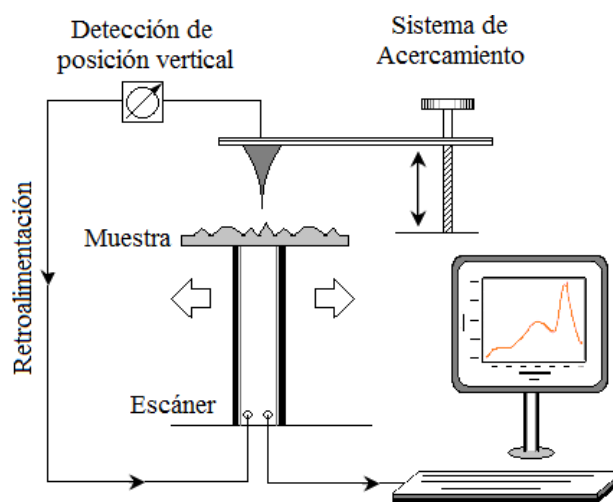 Detección de
posición vertical
Sistema de
Acercamiento
Retroalimentación
Muestra
Escáner